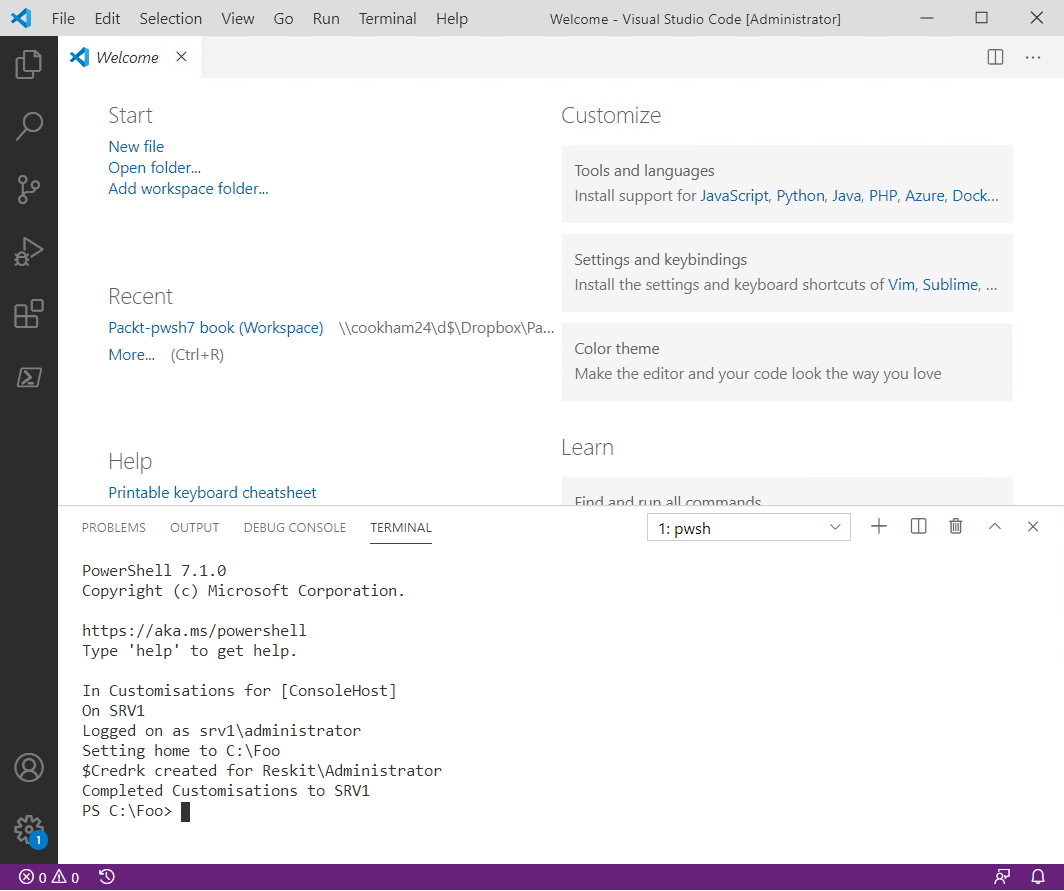 File Edit Selection View Go Run Terminal Help Welcome - Visual Studio Code [Administrator]
Welcome
Start
New file
Open folder...
Add workspace folder...
Recent
Packt-pwsh7 book (Workspace) \\cookham24\d$\Dropbox\Pa...
More... (Ctrl+R)
Help
Printable keyboard cheatsheet
Customize
Tools and languages
Install support for JavaScript, Python, Java, PHP, Azure, Dock...
Settings and keybindings
Install the settings and keyboard shortcuts of Vim, Sublime, ...
Color theme
Make the editor and your code look the way you love
Learn
Find and run all commands
PROBLEMS OUTPUT DEBUG CONSOLE TERMINAL 1: pwsh
PowerShell 7.1.0
Copyright (c) Microsoft Corporation.
https://aka.ms/powershell
Type 'help' to get help.
In Customisations for [ConsoleHost]
On SRV1
Logged on as srv1\administrator
Setting home to C:\Foo
$Credrk created for Reskit\Administrator
Completed Customisations to SRV1
PS C:\Foo>
1
0 0